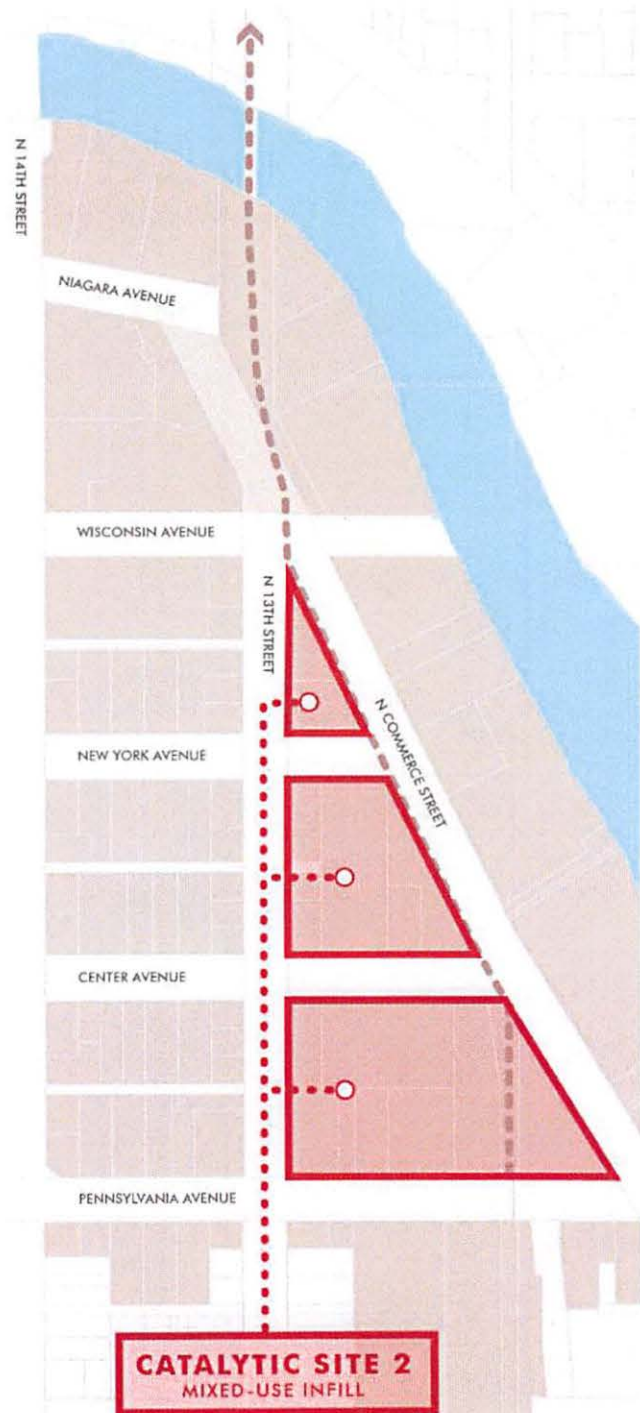 N 14TH STREET
NIAGARA AVENUE
WISCONSIN AVENUE
N 13TH STREET
N COMMERCE STREET
NEW YORK AVENUE
CENTER AVENUE
PENNSYLVANIA AVENUE
CATALYTIC SITE 2
MIXED-USE INFILL